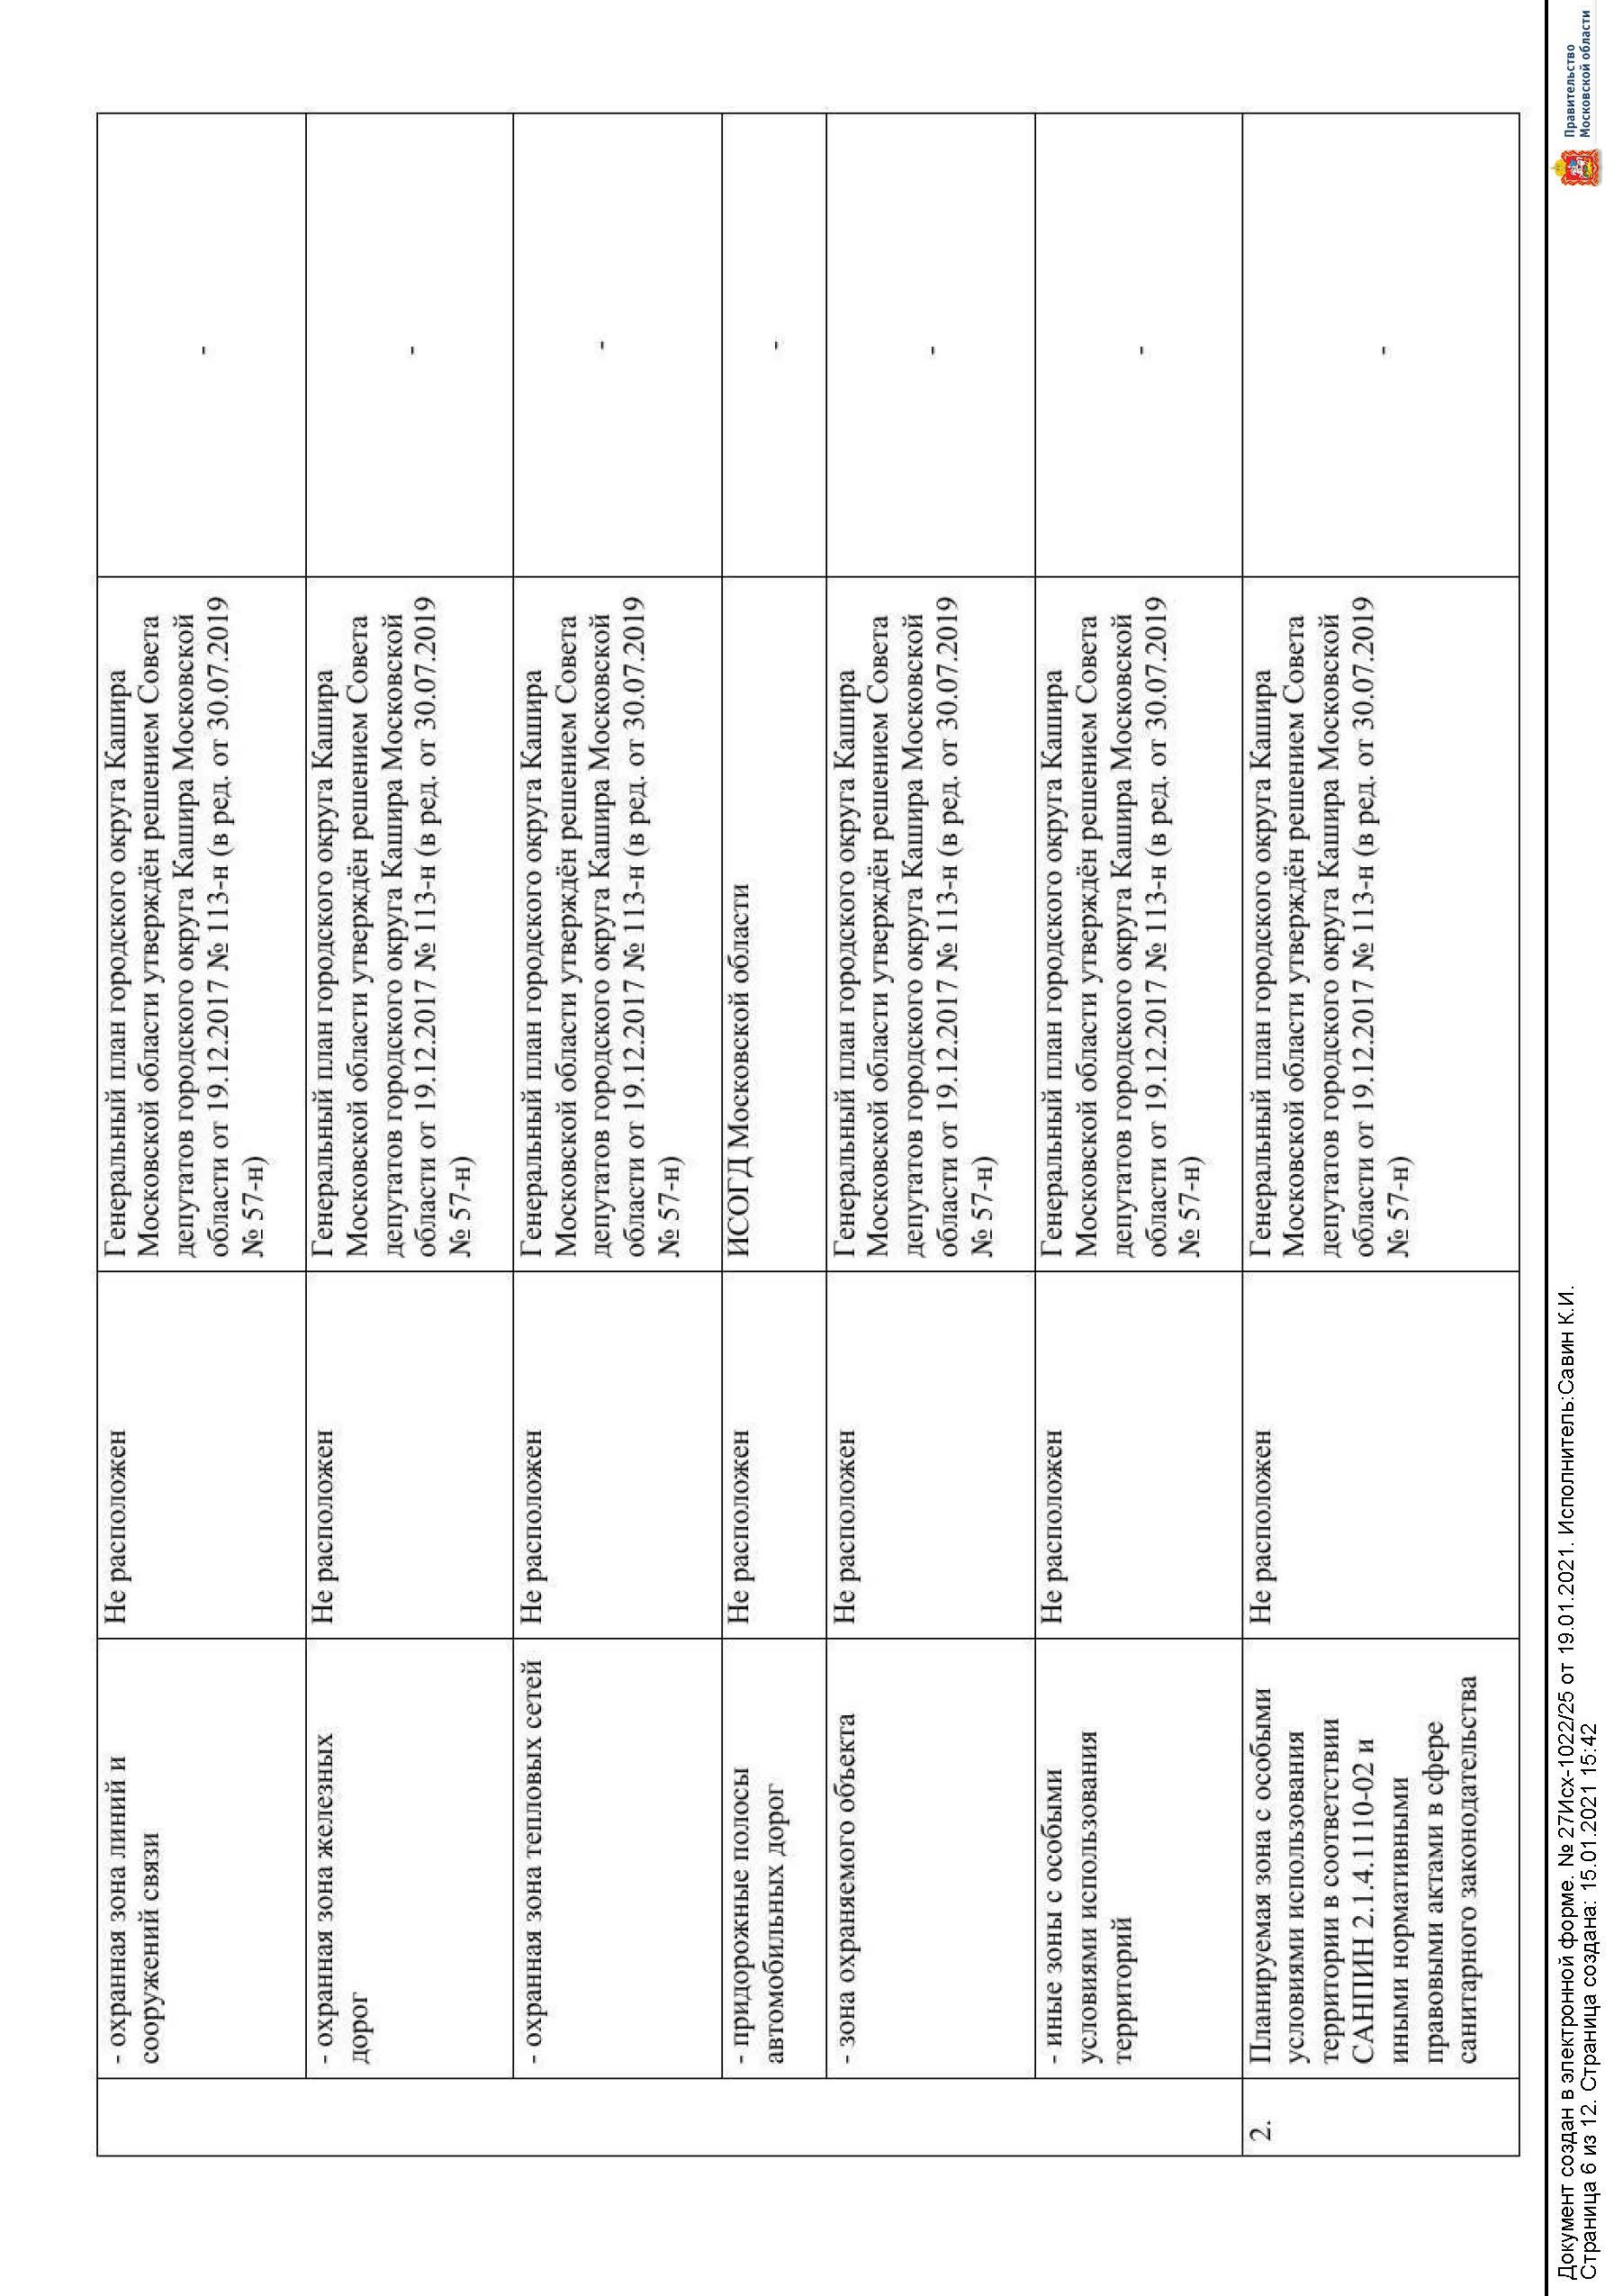 - охранная зона линий и
сооружений связи
Не расположен
Генеральный план городского округа Кашира
Московской области утверждён решением Совета
депутатов городского округа Кашира Московской
области от 19.12.2017 № 113-н (в ред. от 30.07.2019
№ 57-н)
-
- охранная зона железных
дорог
Не расположен
Генеральный план городского округа Кашира
Московской области утверждён решением Совета
депутатов городского округа Кашира Московской
области от 19.12.2017 № 113-н (в ред. от 30.07.2019
№ 57-н)
-
- охранная зона тепловых сетей
Не расположен
Генеральный план городского округа Кашира
Московской области утверждён решением Совета
депутатов городского округа Кашира Московской
области от 19.12.2017 № 113-н (в ред. от 30.07.2019
№ 57-н)
-
- придорожные полосы
автомобильных дорог
Не расположен
ИСОГД Московской области
-
- зона охраняемого объекта
Не расположен
Генеральный план городского округа Кашира
Московской области утверждён решением Совета
депутатов городского округа Кашира Московской
области от 19.12.2017 № 113-н (в ред. от 30.07.2019
№ 57-н)
-
- иные зоны с особыми
условиями использования
территорий
Не расположен
Генеральный план городского округа Кашира
Московской области утверждён решением Совета
депутатов городского округа Кашира Московской
области от 19.12.2017 № 113-н (в ред. от 30.07.2019
№ 57-н)
-
2.
Планируемая зона с особыми
условиями использования
территории в соответствии
САНПИН 2.1.4.1110-02 и
иными нормативными
правовыми актами в сфере
санитарного законодательства
Не расположен
Генеральный план городского округа Кашира
Московской области утверждён решением Совета
депутатов городского округа Кашира Московской
области от 19.12.2017 № 113-н (в ред. от 30.07.2019
№ 57-н)
-
Документ создан в электронной форме. № 27Исх-1022/25 от 19.01.2021. Исполнитель:Савин К.И.
Страница 6 из 12. Страница создана: 15.01.2021 15:42
Правительство
Московской области